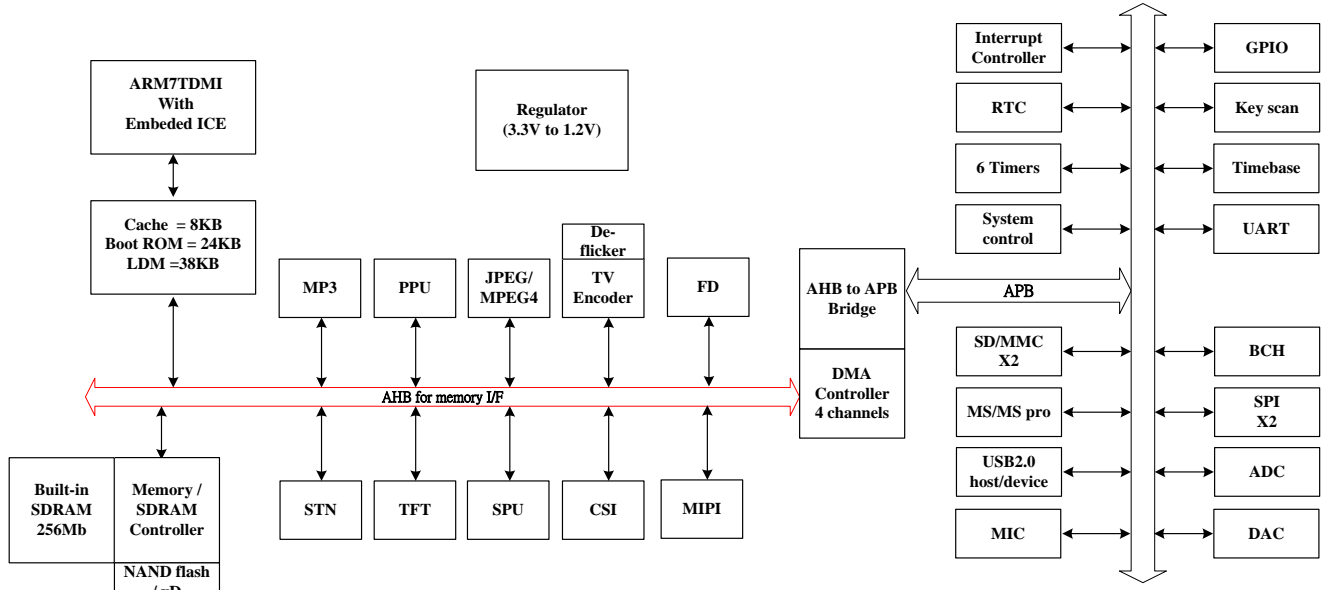 ARM7TDMI
With
Embeded ICE
Cache = 8KB
Boot ROM = 24KB
LDM =38KB
Regulator
(3.3V to 1.2V)
MP3
PPU
JPEG/
MPEG4
De-
flicker
TV
Encoder
FD
AHB for memory I/F
STN
TFT
SPU
CSI
MIPI
Built-in
SDRAM
256Mb
Memory /
SDRAM
Controller
NAND flash
AHB to APB
Bridge
DMA
Controller
4 channels
APB
Interrupt
Controller
GPIO
RTC
Key scan
6 Timers
Timebase
System
control
UART
SD/MMC
X2
BCH
MS/MS pro
SPI
X2
USB2.0
host/device
ADC
MIC
DAC